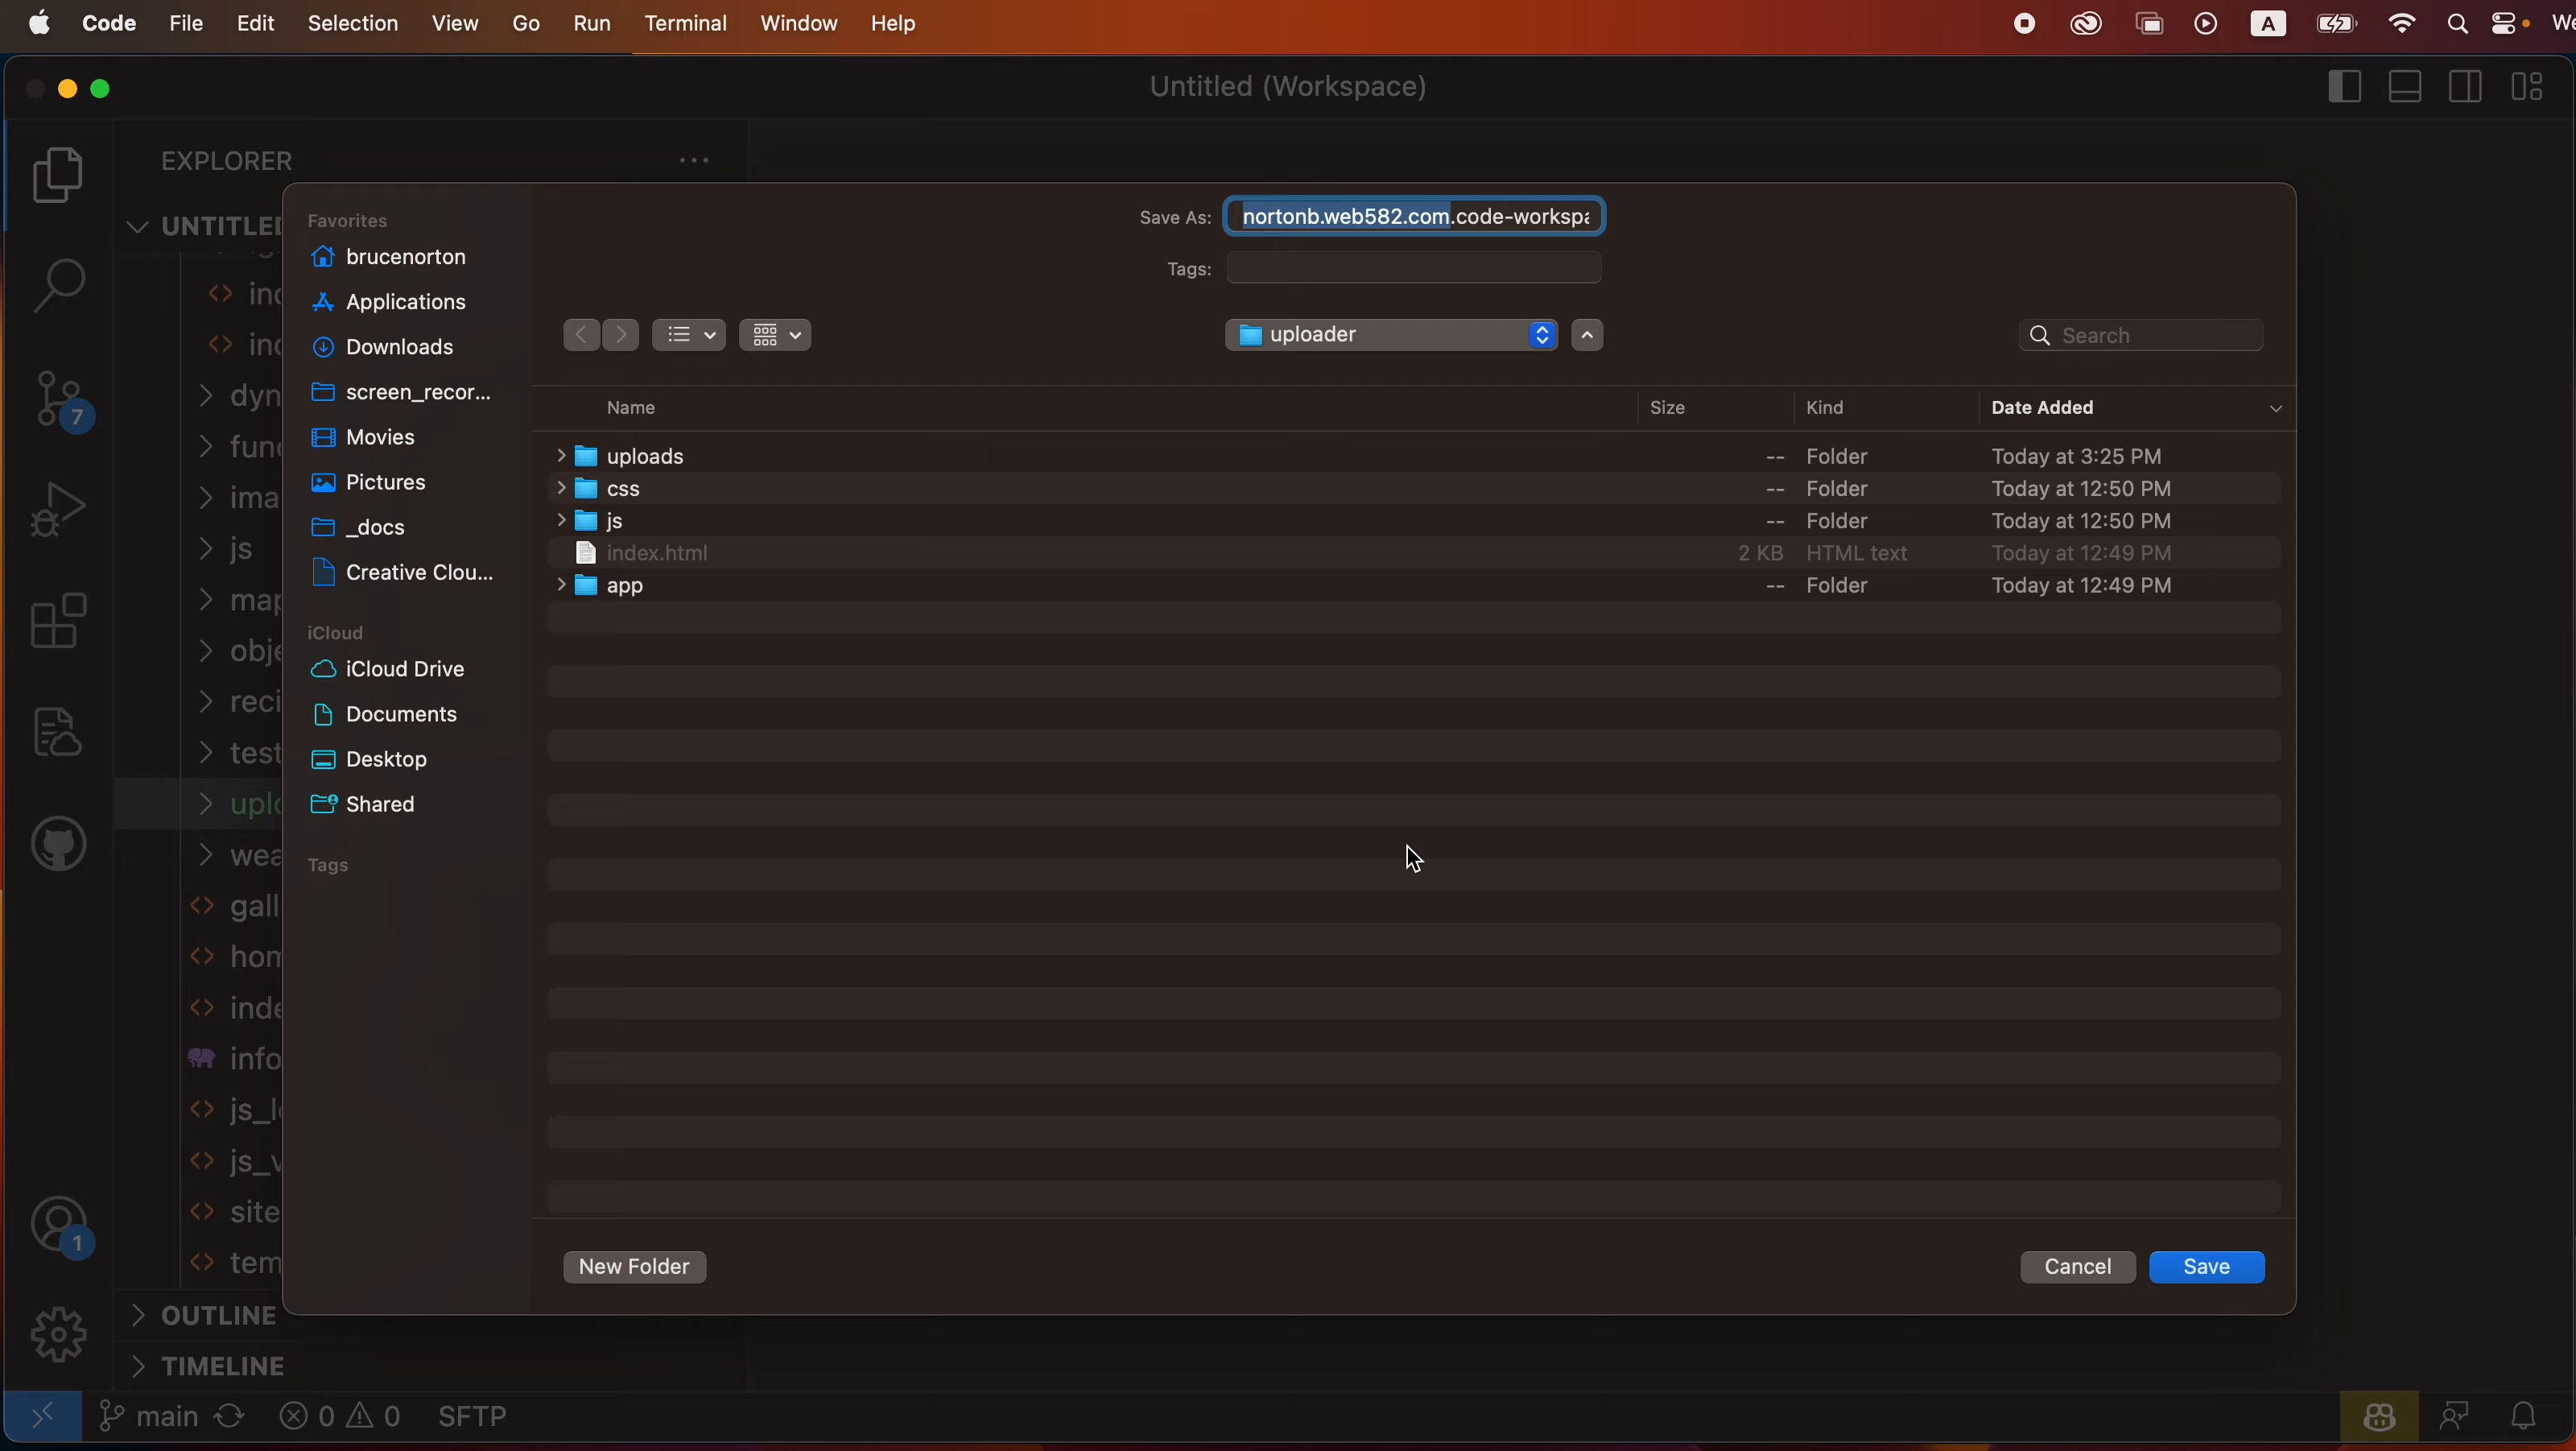 Code File Edit Selection View Go Run Terminal Window Help A
Untitled (Workspace)
EXPLORER ...
Favorites
brucenorton
Applications
Downloads
screen_recor...
Movies
Pictures
_docs
Creative Clou...
iCloud
iCloud Drive
Documents
Desktop
Shared
Tags
Save As: nortonb.web582.com.code-workspa
Tags:
uploader
Search
Name Size Kind Date Added
uploads -- Folder Today at 3:25 PM
css -- Folder Today at 12:50 PM
js -- Folder Today at 12:50 PM
index.html 2 KB HTML text Today at 12:49 PM
app -- Folder Today at 12:49 PM
New Folder Cancel Save
7
js
1
OUTLINE
TIMELINE
main 0 0 SFTP